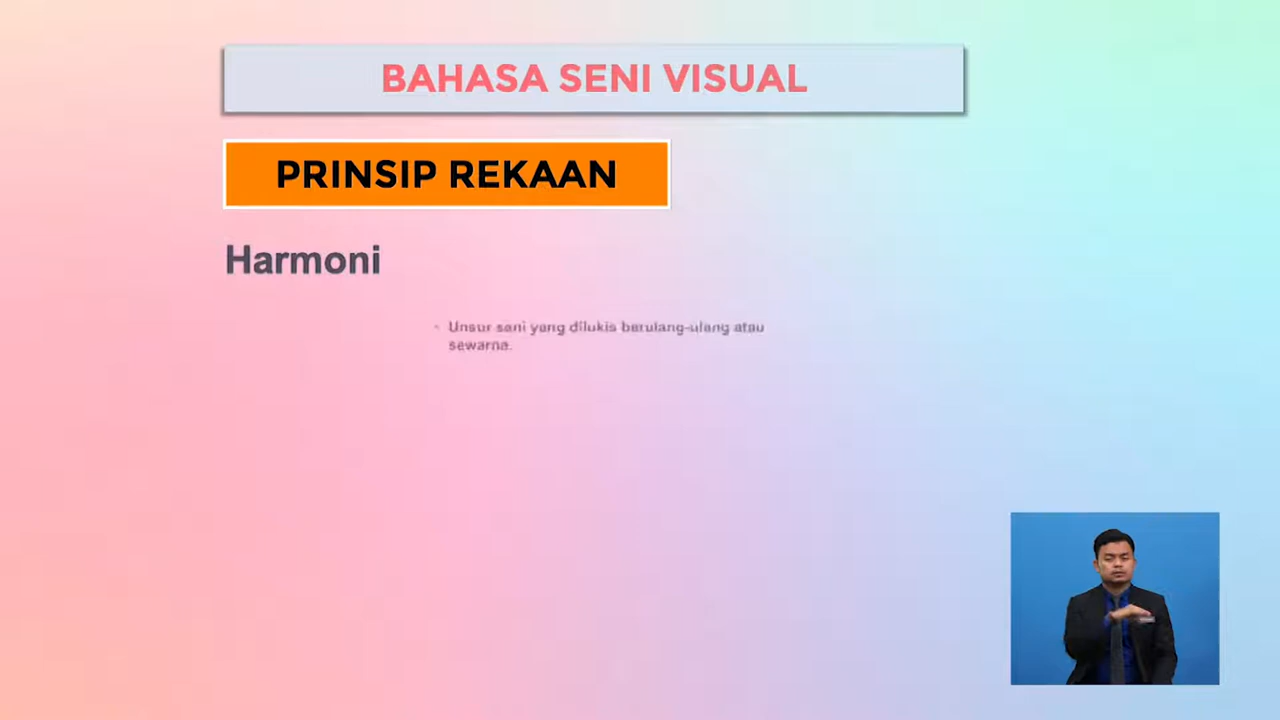 BAHASA SENI VISUAL
PRINSIP REKAAN
Harmoni
• Unsur seni yang dilukis berulang-ulang atau
sewarna.